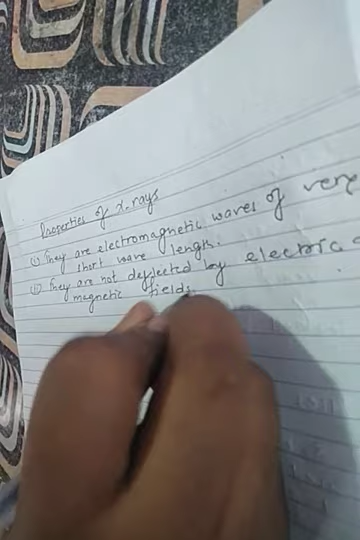 Properties of X-rays
(i) They are electromagnetic waves of very
short wave length.
(ii) They are not deflected by electric
magnetic fields